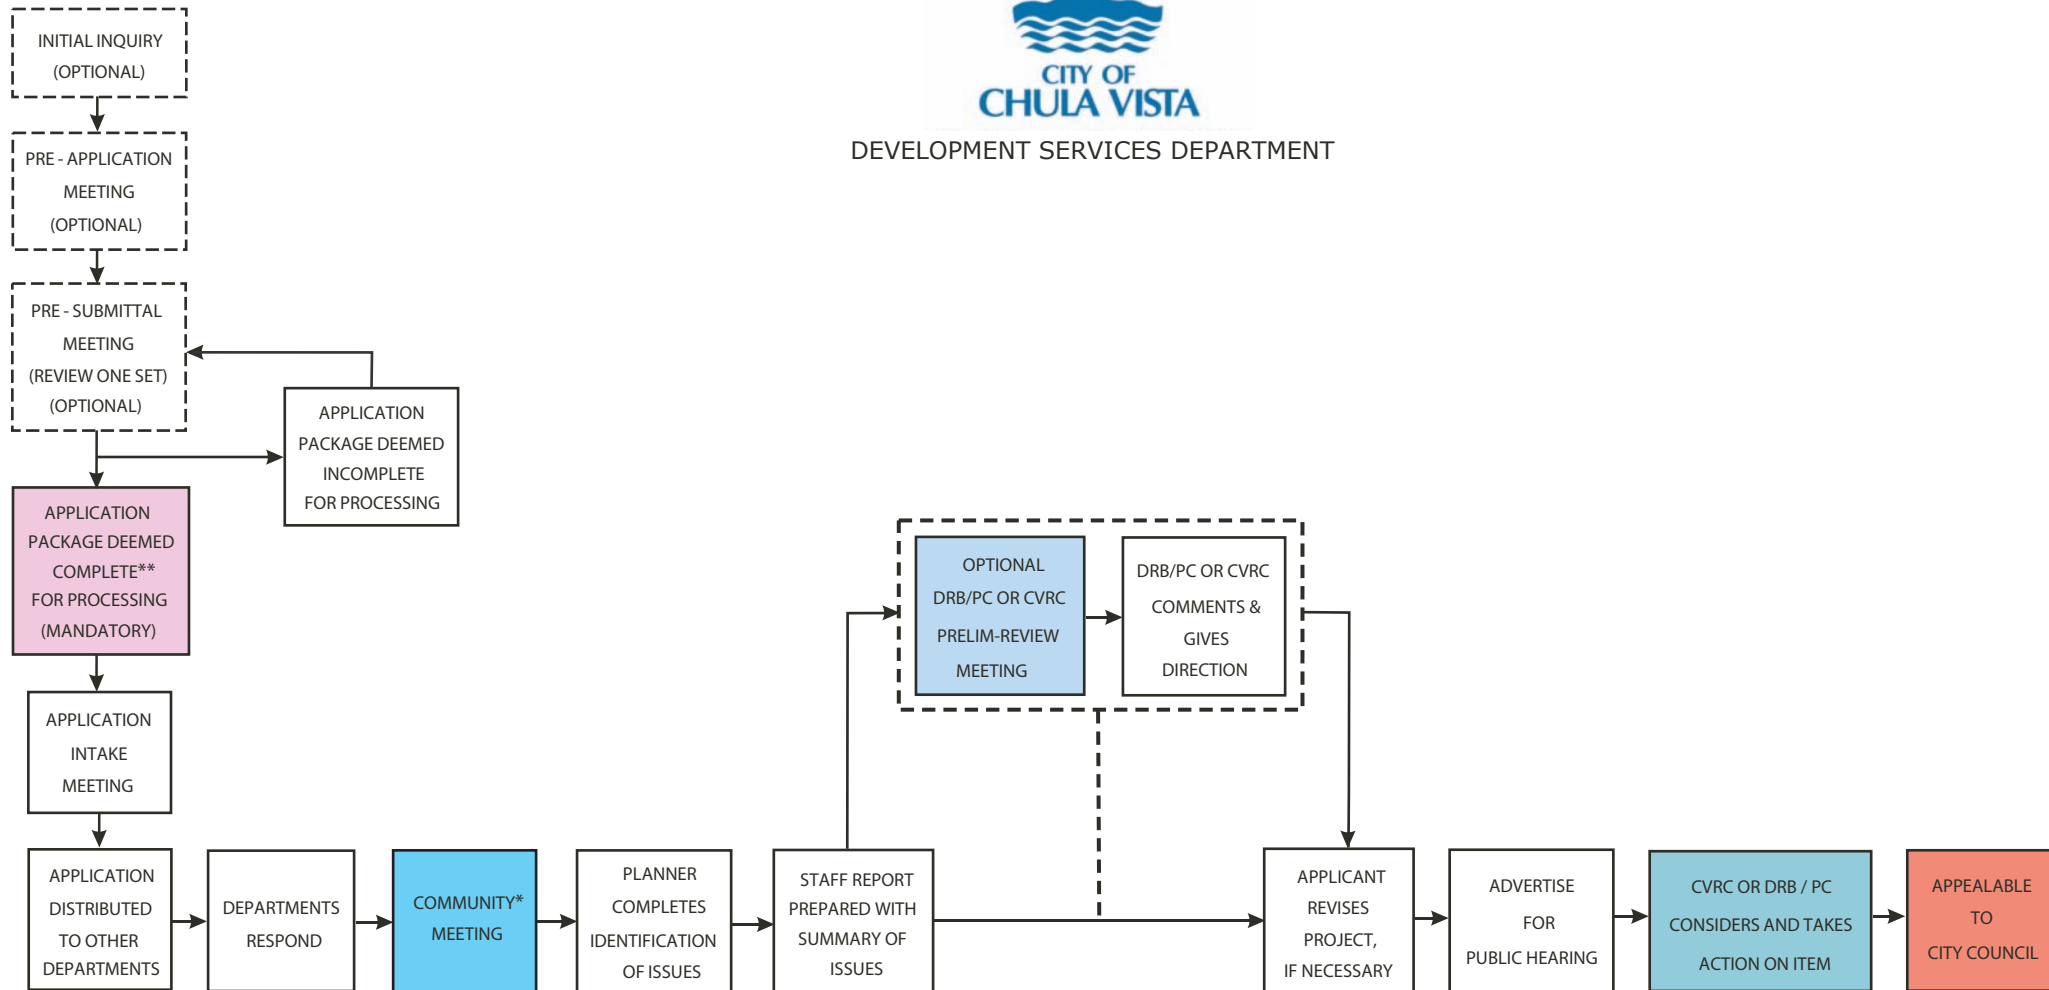 CITY OF
CHULA VISTA
DEVELOPMENT SERVICES DEPARTMENT
INITIAL INQUIRY
(OPTIONAL)
PRE - APPLICATION
MEETING
(OPTIONAL)
PRE - SUBMITTAL
MEETING
(REVIEW ONE SET)
(OPTIONAL)
APPLICATION
PACKAGE DEEMED
INCOMPLETE
FOR PROCESSING
APPLICATION
PACKAGE DEEMED
COMPLETE**
FOR PROCESSING
(MANDATORY)
APPLICATION
INTAKE
MEETING
APPLICATION
DISTRIBUTED
TO OTHER
DEPARTMENTS
DEPARTMENTS
RESPOND
COMMUNITY*
MEETING
PLANNER
COMPLETES
IDENTIFICATION
OF ISSUES
STAFF REPORT
PREPARED WITH
SUMMARY OF
ISSUES
OPTIONAL
DRB/PC OR CVRC
PRELIM-REVIEW
MEETING
DRB/PC OR CVRC
COMMENTS &
GIVES
DIRECTION
APPLICANT
REVISES
PROJECT,
IF NECESSARY
ADVERTISE
FOR
PUBLIC HEARING
CVRC OR DRB / PC
CONSIDERS AND TAKES
ACTION ON ITEM
APPEALABLE
TO
CITY COUNCIL